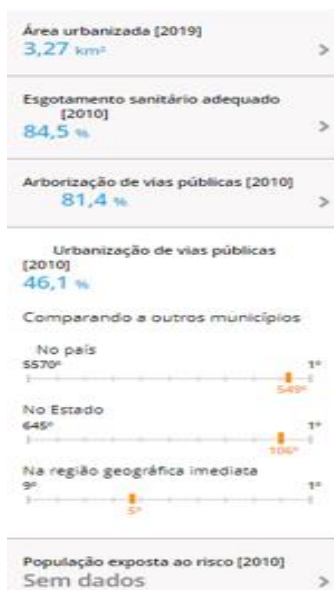 Área urbanizada [2019]
3,27 km²
Esgotamento sanitário adequado
[2010]
84,5 %
Arborização de vias públicas [2010]
81,4 %
Urbanização de vias públicas
[2010]
46,1 %
Comparando a outros municípios
No país
5570º 1º
549º
No Estado
645º 1º
106º
Na região geográfica imediata
9º 1º
5º
População exposta ao risco [2010]
Sem dados